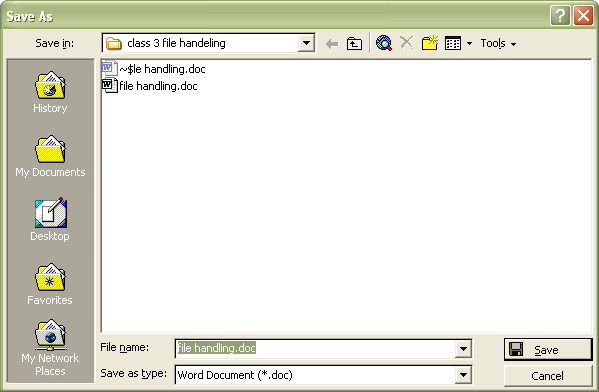 Save As
Save in:
class 3 file handeling
Tools
~$le handling.doc
file handling.doc
History
My Documents
Desktop
Favorites
My Network
Places
File name:
file handling.doc
Save
Save as type:
Word Document (*.doc)
Cancel